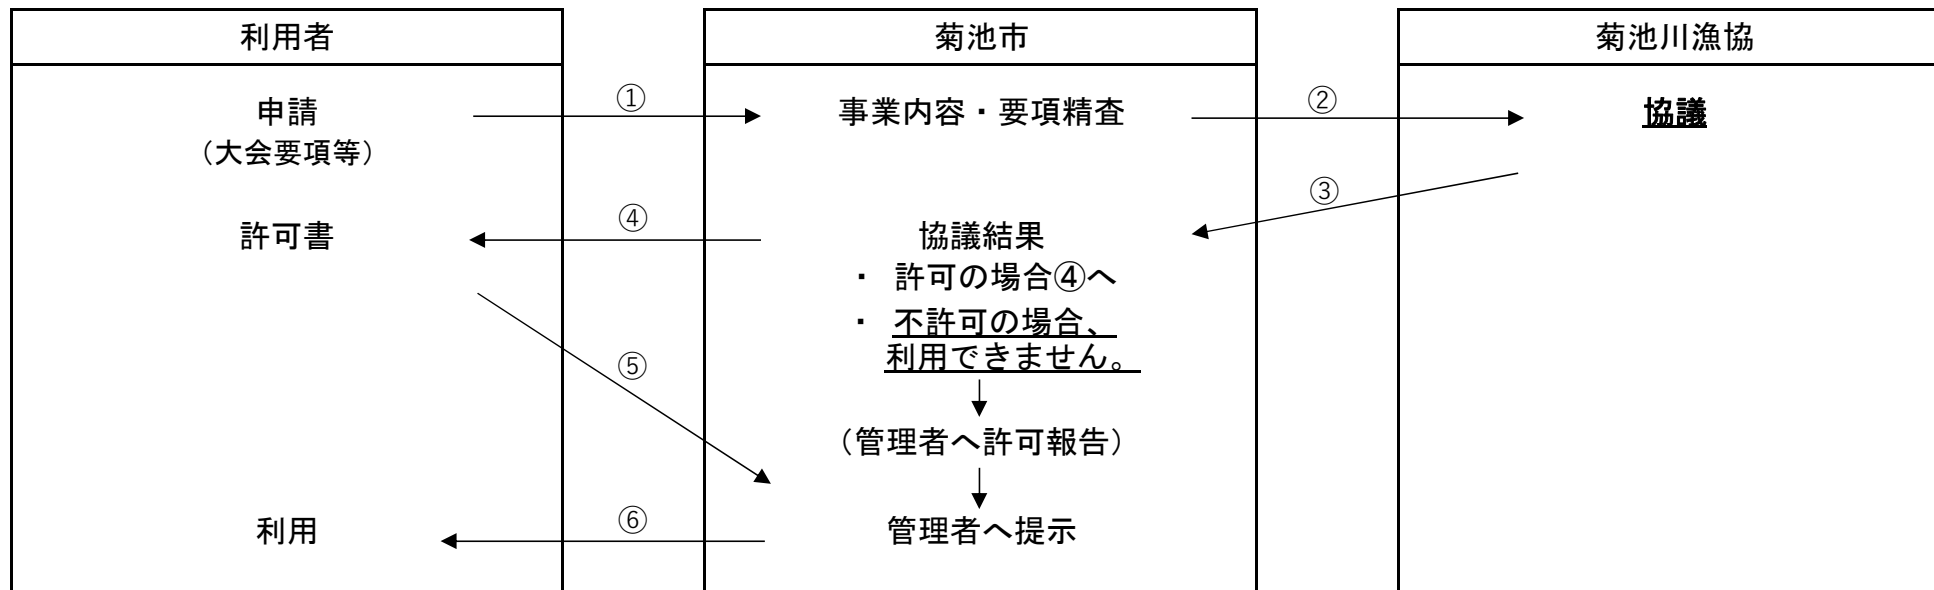 利用者
菊池市
菊池川漁協
申請
（大会要項等）
①
事業内容・要項精査
②
協議
③
許可書
④
協議結果
・ 許可の場合④へ
・ 不許可の場合、
利用できません。
⑤
（管理者へ許可報告）
利用
⑥
管理者へ提示